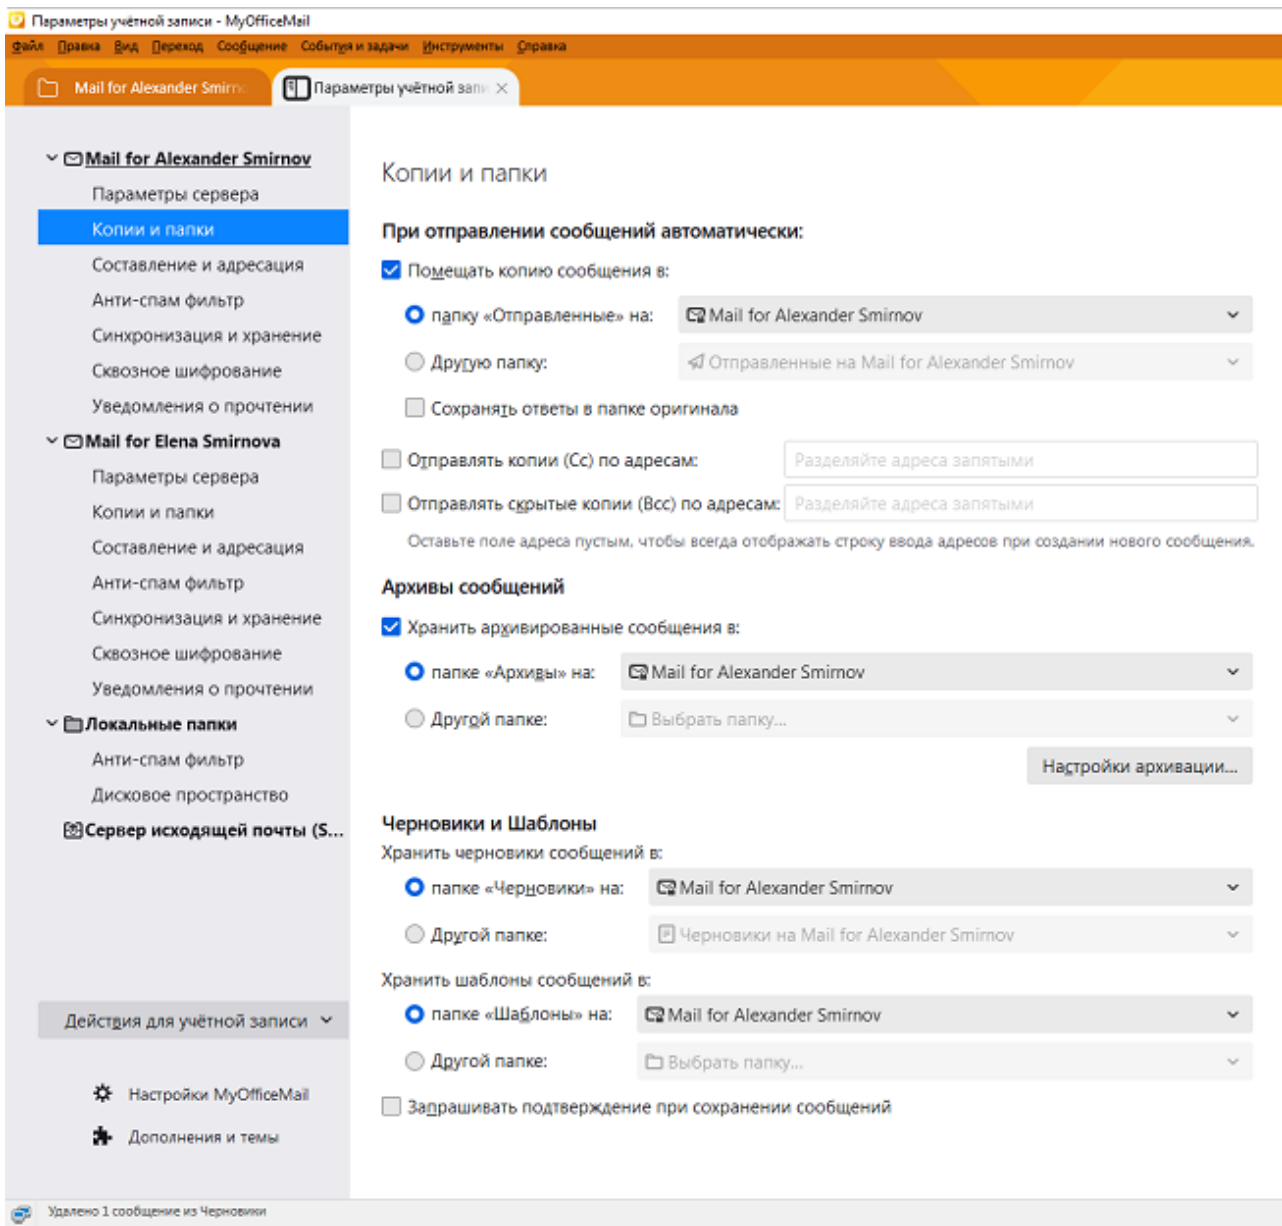 Параметры учётной записи - MyOfficeMail
Файл Правка Вид Переход Сообщение События и задачи Инструменты Справка
Mail for Alexander Smirno
Параметры учётной запи
Mail for Alexander Smirnov
Параметры сервера
Копии и папки
Составление и адресация
Анти-спам фильтр
Синхронизация и хранение
Сквозное шифрование
Уведомления о прочтении
Mail for Elena Smirnova
Параметры сервера
Копии и папки
Составление и адресация
Анти-спам фильтр
Синхронизация и хранение
Сквозное шифрование
Уведомления о прочтении
Локальные папки
Анти-спам фильтр
Дисковое пространство
Сервер исходящей почты (S...
Действия для учётной записи
Настройки MyOfficeMail
Дополнения и темы
Копии и папки
При отправлении сообщений автоматически:
Помещать копию сообщения в:
папку «Отправленные» на: Mail for Alexander Smirnov
Другую папку: Отправленные на Mail for Alexander Smirnov
Сохранять ответы в папке оригинала
Отправлять копии (Cc) по адресам: Разделяйте адреса запятыми
Отправлять скрытые копии (Bcc) по адресам: Разделяйте адреса запятыми
Оставьте поле адреса пустым, чтобы всегда отображать строку ввода адресов при создании нового сообщения.
Архивы сообщений
Хранить архивированные сообщения в:
папке «Архивы» на: Mail for Alexander Smirnov
Другой папке: Выбрать папку...
Настройки архивации...
Черновики и Шаблоны
Хранить черновики сообщений в:
папке «Черновики» на: Mail for Alexander Smirnov
Другой папке: Черновики на Mail for Alexander Smirnov
Хранить шаблоны сообщений в:
папке «Шаблоны» на: Mail for Alexander Smirnov
Другой папке: Выбрать папку...
Запрашивать подтверждение при сохранении сообщений
Удалено 1 сообщение из Черновики